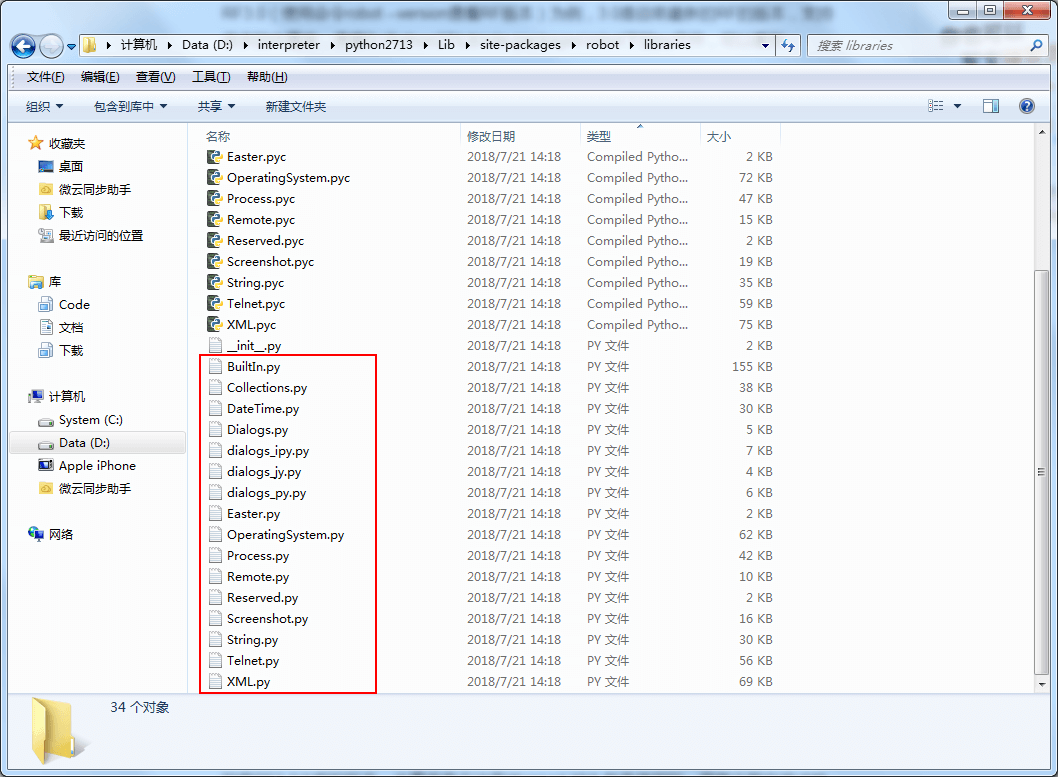 计算机 Data (D:) interpreter python2713 Lib site-packages robot libraries 搜索 libraries
文件(F) 编辑(E) 查看(V) 工具(T) 帮助(H)
组织 包含到库中 共享 新建文件夹
收藏夹
桌面
微云同步助手
下载
最近访问的位置
库
Code
文档
下载
计算机
System (C:)
Data (D:)
Apple iPhone
微云同步助手
网络
名称 修改日期 类型 大小
Easter.pyc 2018/7/21 14:18 Compiled Pytho... 2 KB
OperatingSystem.pyc 2018/7/21 14:18 Compiled Pytho... 72 KB
Process.pyc 2018/7/21 14:18 Compiled Pytho... 47 KB
Remote.pyc 2018/7/21 14:18 Compiled Pytho... 15 KB
Reserved.pyc 2018/7/21 14:18 Compiled Pytho... 2 KB
Screenshot.pyc 2018/7/21 14:18 Compiled Pytho... 19 KB
String.pyc 2018/7/21 14:18 Compiled Pytho... 35 KB
Telnet.pyc 2018/7/21 14:18 Compiled Pytho... 59 KB
XML.pyc 2018/7/21 14:18 Compiled Pytho... 75 KB
__init__.py 2018/7/21 14:18 PY 文件 2 KB
BuiltIn.py 2018/7/21 14:18 PY 文件 155 KB
Collections.py 2018/7/21 14:18 PY 文件 38 KB
DateTime.py 2018/7/21 14:18 PY 文件 30 KB
Dialogs.py 2018/7/21 14:18 PY 文件 5 KB
dialogs_ipy.py 2018/7/21 14:18 PY 文件 7 KB
dialogs_jy.py 2018/7/21 14:18 PY 文件 4 KB
dialogs_py.py 2018/7/21 14:18 PY 文件 6 KB
Easter.py 2018/7/21 14:18 PY 文件 2 KB
OperatingSystem.py 2018/7/21 14:18 PY 文件 62 KB
Process.py 2018/7/21 14:18 PY 文件 42 KB
Remote.py 2018/7/21 14:18 PY 文件 10 KB
Reserved.py 2018/7/21 14:18 PY 文件 2 KB
Screenshot.py 2018/7/21 14:18 PY 文件 16 KB
String.py 2018/7/21 14:18 PY 文件 30 KB
Telnet.py 2018/7/21 14:18 PY 文件 56 KB
XML.py 2018/7/21 14:18 PY 文件 69 KB
34 个对象